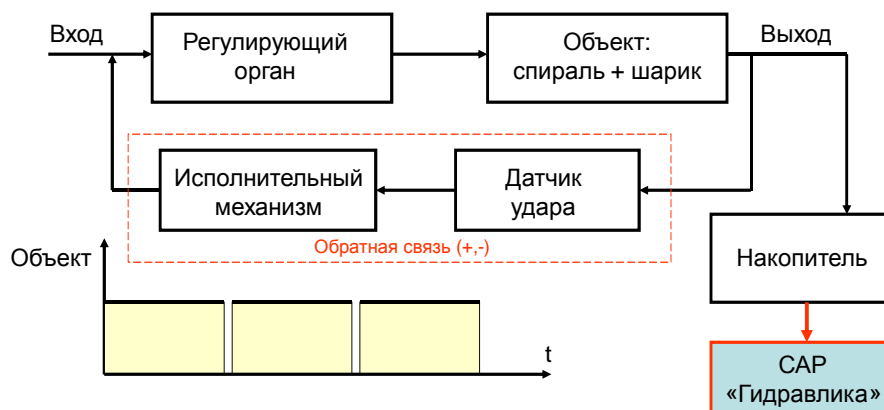 Вход
Регулирующий
орган
Объект:
спираль + шарик
Выход
Исполнительный
механизм
Датчик
удара
Обратная связь (+,-)
Накопитель
Объект
t
САР
«Гидравлика»